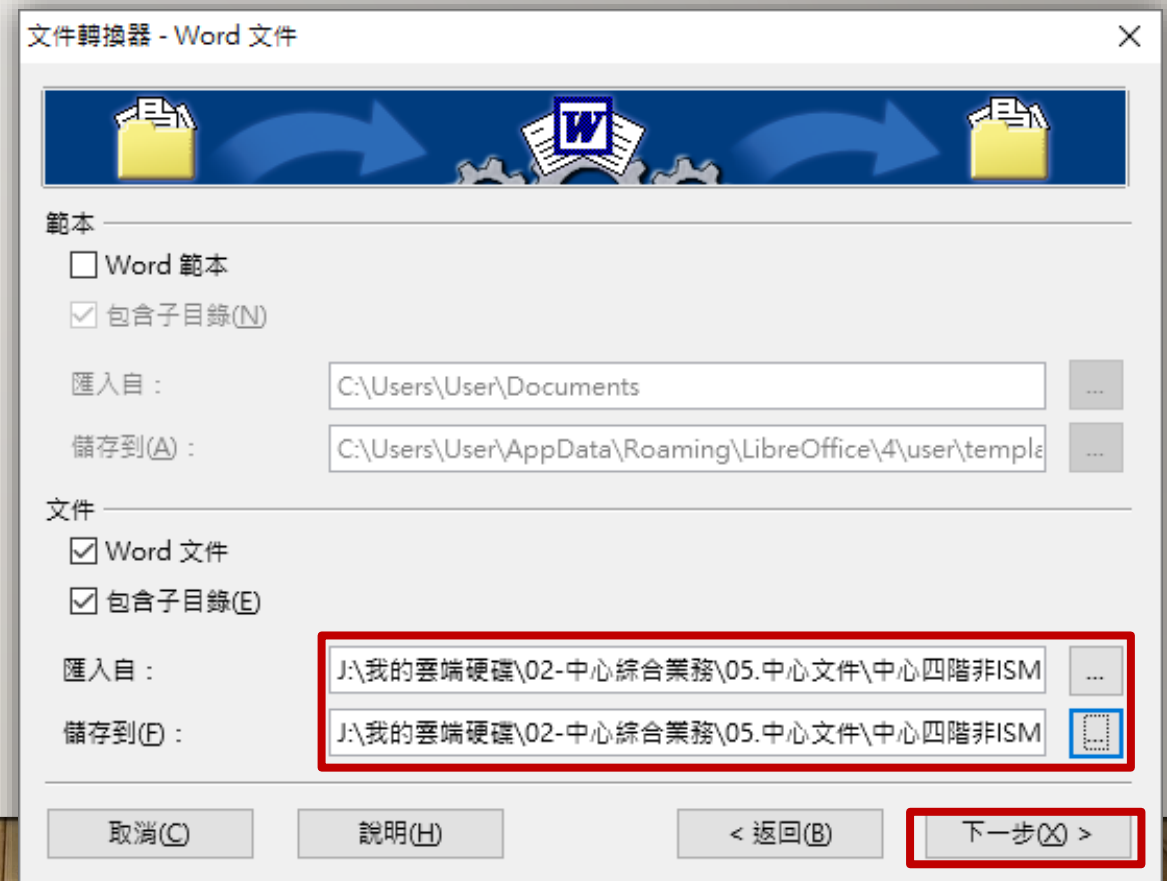 文件轉換器 - Word 文件
W
範本
Word 範本
包含子目錄(N)
匯入自：
C:\Users\User\Documents
...
儲存到(A)：
C:\Users\User\AppData\Roaming\LibreOffice\4\user\templa
...
文件
Word 文件
包含子目錄(E)
匯入自：
J:\我的雲端硬碟\02-中心綜合業務\05.中心文件\中心四階非ISM
...
儲存到(F)：
J:\我的雲端硬碟\02-中心綜合業務\05.中心文件\中心四階非ISM
...
取消(C)
說明(H)
< 返回(B)
下一步(X) >